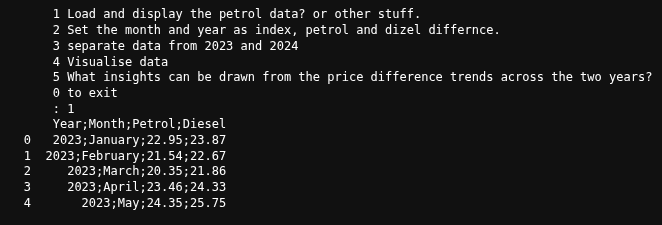 1 Load and display the petrol data? or other stuff.
2 Set the month and year as index, petrol and dizel differnce.
3 separate data from 2023 and 2024
4 Visualise data
5 What insights can be drawn from the price difference trends across the two years?
0 to exit
: 1
Year;Month;Petrol;Diesel
0 2023;January;22.95;23.87
1 2023;February;21.54;22.67
2 2023;March;20.35;21.86
3 2023;April;23.46;24.33
4 2023;May;24.35;25.75